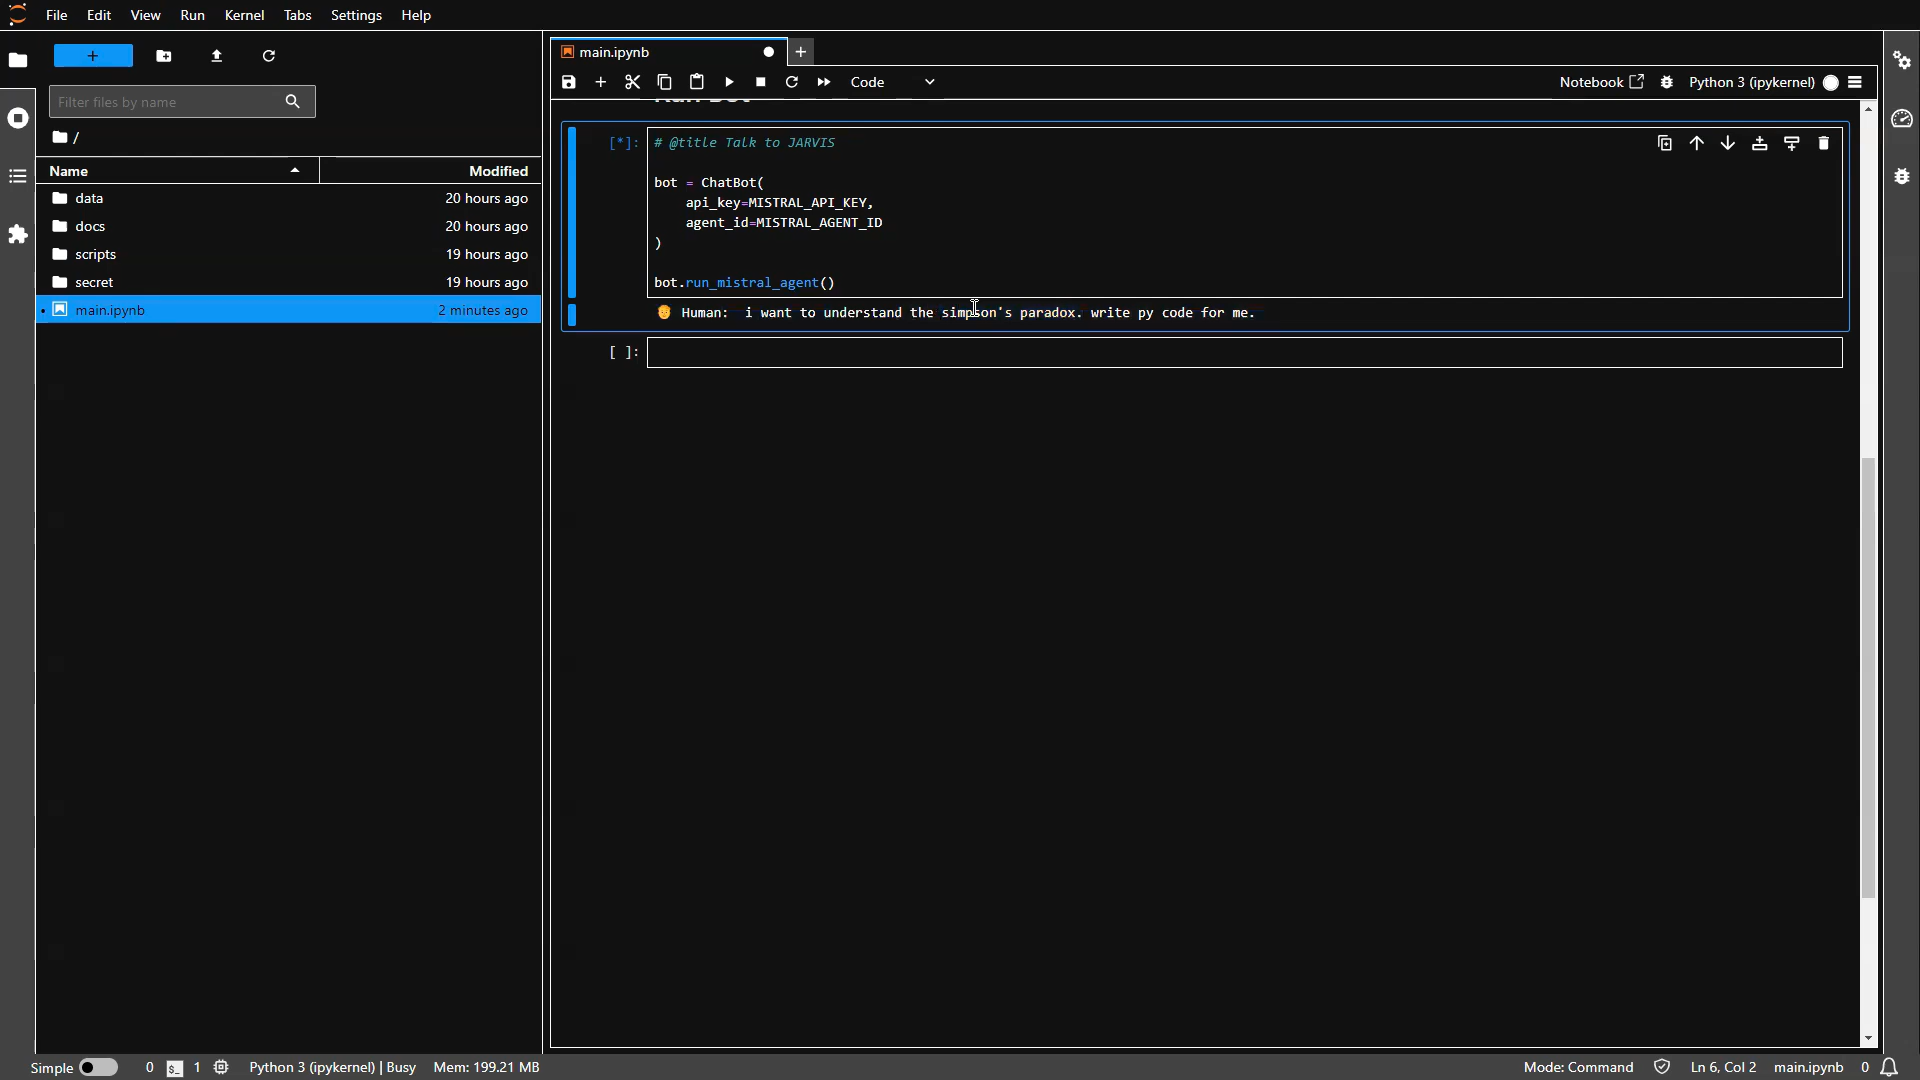 File Edit View Run Kernel Tabs Settings Help
+
Filter files by name
/
Name Modified
data 20 hours ago
docs 20 hours ago
scripts 19 hours ago
secret 19 hours ago
main.ipynb 2 minutes ago
main.ipynb
Code
Notebook
Python 3 (ipykernel)
[*]:
# @title Talk to JARVIS
bot = ChatBot(
api_key=MISTRAL_API_KEY,
agent_id=MISTRAL_AGENT_ID
)
bot.run_mistral_agent()
Human: i want to understand the simpson's paradox. write py code for me.
[ ]:
Simple 0 $_ 1 Python 3 (ipykernel) | Busy Mem: 199.21 MB
Mode: Command Ln 6, Col 2 main.ipynb 0